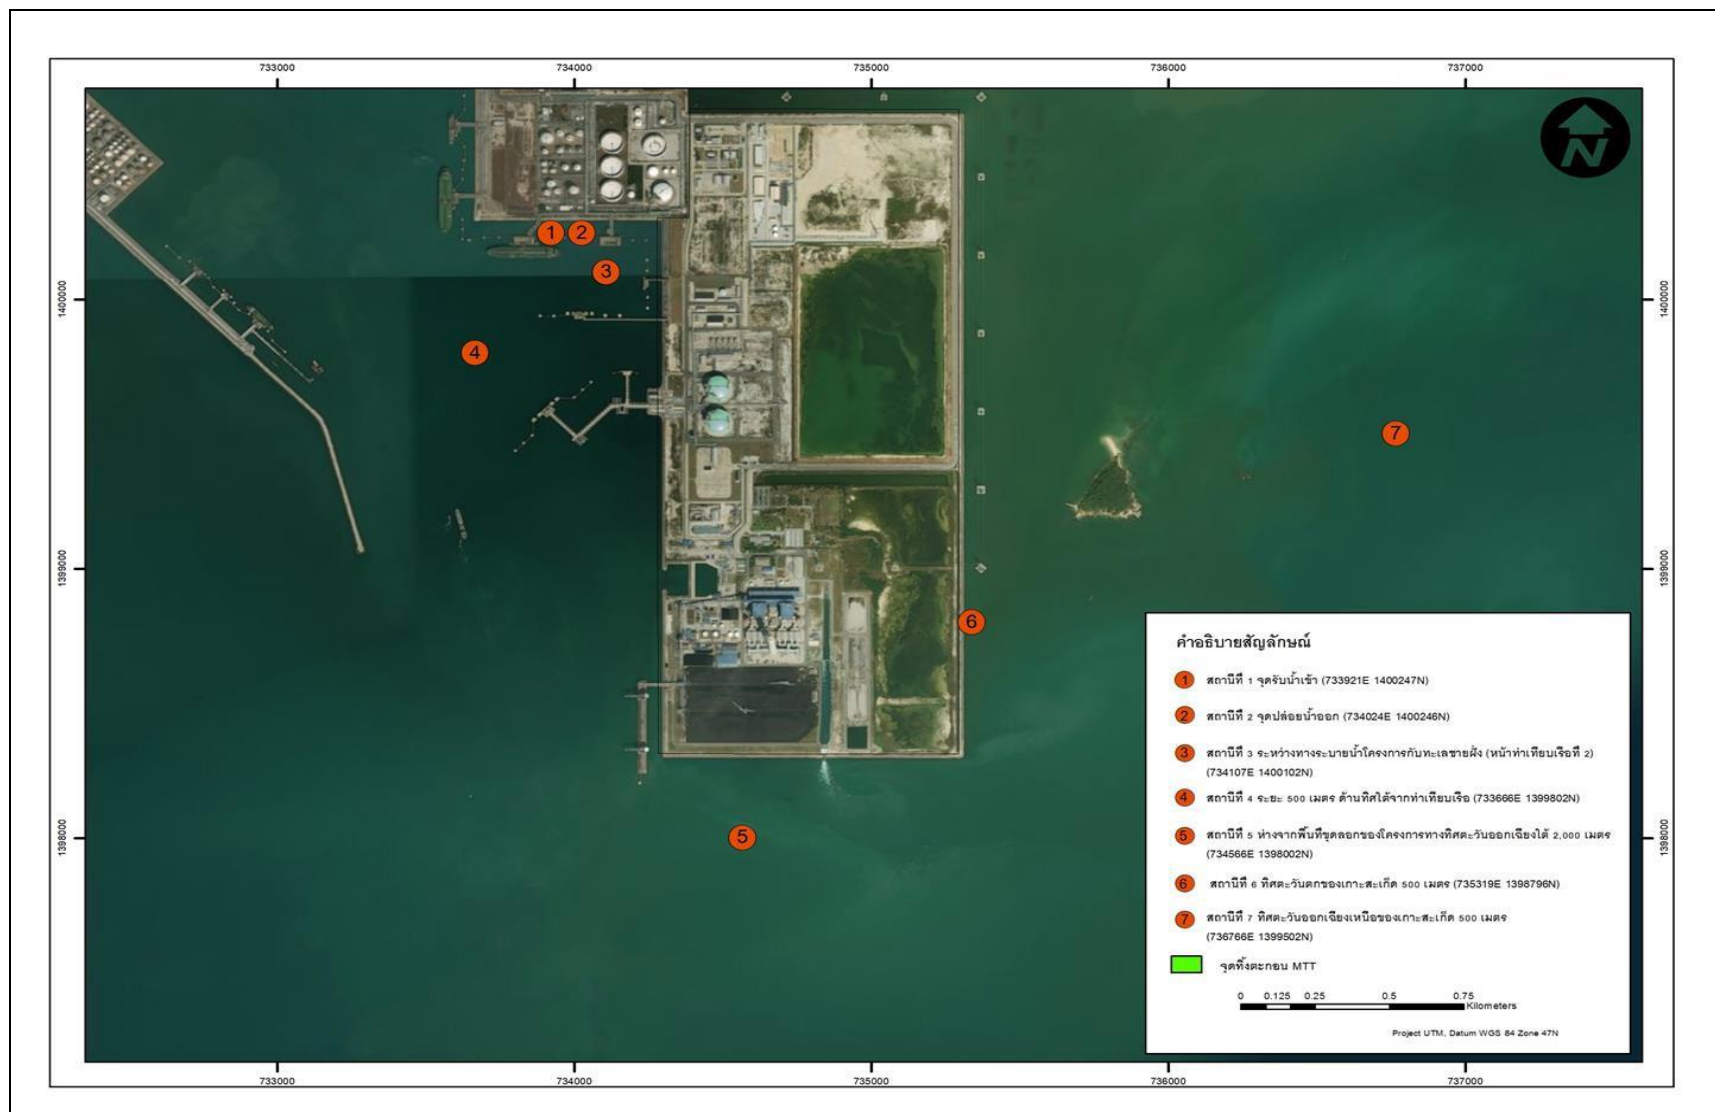 733000 734000 735000 736000 737000
N
1400000 1400000
1399000 1399000
1398000 1398000
1 2
3
4
7
6
5
คำอธิบายสัญลักษณ์
1 สถานีที่ 1 จุดรับน้ำเข้า (733921E 1400247N)
2 สถานีที่ 2 จุดปล่อยน้ำออก (734024E 1400246N)
3 สถานีที่ 3 ระหว่างทางระบายน้ำโครงการกับทะเลชายฝั่ง (หน้าท่าเทียบเรือที่ 2)
(734107E 1400102N)
4 สถานีที่ 4 ระยะ 500 เมตร ด้านทิศใต้จากท่าเทียบเรือ (733666E 1399802N)
5 สถานีที่ 5 ห่างจากพื้นที่ขุดลอกของโครงการทางทิศตะวันออกเฉียงใต้ 2,000 เมตร
(734566E 1398002N)
6 สถานีที่ 6 ทิศตะวันตกของเกาะสะเก็ด 500 เมตร (735319E 1398796N)
7 สถานีที่ 7 ทิศตะวันออกเฉียงเหนือของเกาะสะเก็ด 500 เมตร
(736766E 1399502N)
จุดทิ้งตะกอน MTT
0 0.125 0.25 0.5 0.75
Kilometers
Project UTM, Datum WGS 84 Zone 47N
733000 734000 735000 736000 737000